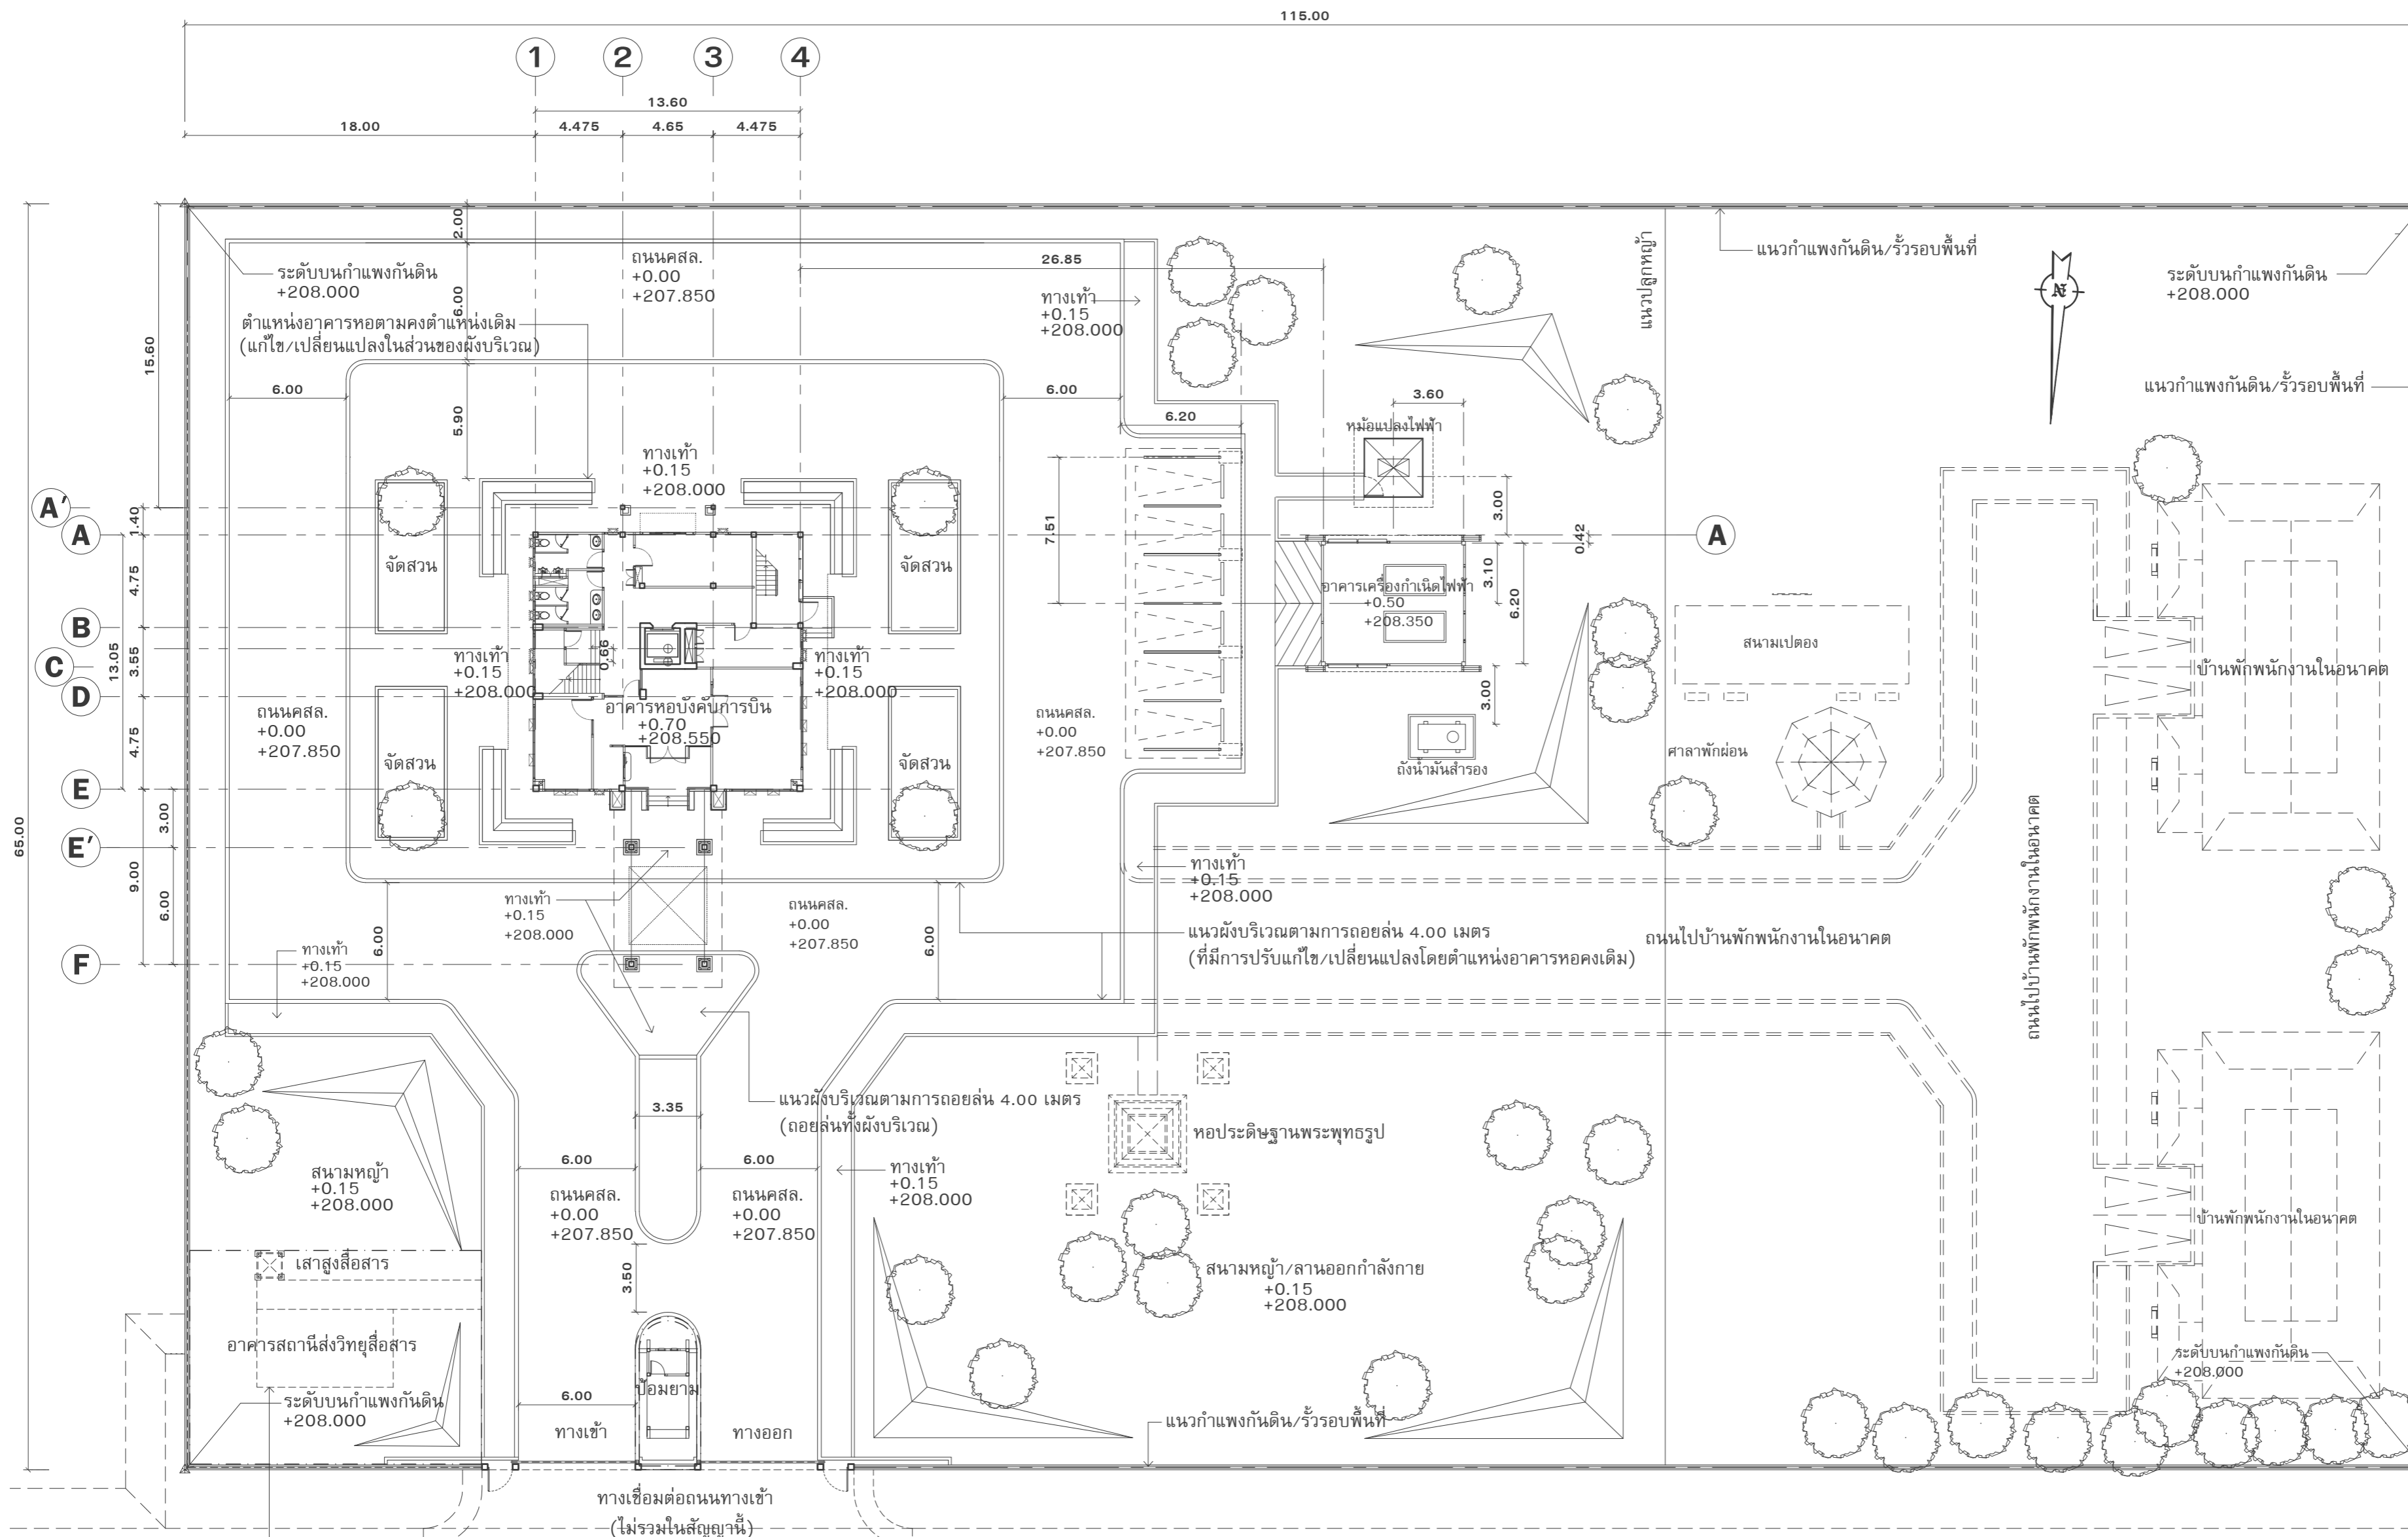 115.00
1
2
3
4
13.60
18.00
4.475
4.65
4.475
2.00
ถนนคสล.
+0.00
+207.850
26.85
แนวปลูกหญ้า
แนวกำแพงกันดิน/รั้วรอบพื้นที่
ระดับบนกำแพงกันดิน
+208.000
ระดับบนกำแพงกันดิน
+208.000
6.00
ทางเท้า
+0.15
+208.000
ตำแหน่งอาคารหอตามคงตำแหน่งเดิม
(แก้ไข/เปลี่ยนแปลงในส่วนของผังบริเวณ)
15.60
แนวกำแพงกันดิน/รั้วรอบพื้นที่
6.00
5.90
6.00
6.20
3.60
หม้อแปลงไฟฟ้า
ทางเท้า
+0.15
+208.000
A'
1.40
A
7.51
3.00
0.42
A
จัดสวน
จัดสวน
4.75
อาคารเครื่องกำเนิดไฟฟ้า
+0.50
+208.350
3.10
6.20
B
สนามเปตอง
13.05
3.55
C
0.66
ทางเท้า
+0.15
+208.000
ทางเท้า
+0.15
+208.000
บ้านพักพนักงานในอนาคต
D
อาคารหอบังคับการบิน
+0.70
+208.550
3.00
ถนนคสล.
+0.00
+207.850
ถนนคสล.
+0.00
+207.850
4.75
จัดสวน
จัดสวน
ศาลาพักผ่อน
ถังน้ำมันสำรอง
E
65.00
3.00
E'
9.00
6.00
ทางเท้า
+0.15
+208.000
ทางเท้า
+0.15
+208.000
ถนนคสล.
+0.00
+207.850
ถนนไปบ้านพักพนักงานในอนาคต
6.00
6.00
แนวผังบริเวณตามการถอยล่น 4.00 เมตร
(ที่มีการปรับแก้ไข/เปลี่ยนแปลงโดยตำแหน่งอาคารหอคงเดิม)
ถนนไปบ้านพักพนักงานในอนาคต
F
ทางเท้า
+0.15
+208.000
3.35
แนวผังบริเวณตามการถอยล่น 4.00 เมตร
(ถอยล่นทั้งผังบริเวณ)
หอประดิษฐานพระพุทธรูป
6.00
6.00
สนามหญ้า
+0.15
+208.000
ทางเท้า
+0.15
+208.000
ถนนคสล.
+0.00
+207.850
ถนนคสล.
+0.00
+207.850
บ้านพักพนักงานในอนาคต
เสาสูงสื่อสาร
3.50
สนามหญ้า/ลานออกกำลังกาย
+0.15
+208.000
อาคารสถานีส่งวิทยุสื่อสาร
ระดับบนกำแพงกันดิน
+208.000
ระดับบนกำแพงกันดิน
+208.000
6.00
ป้อมยาม
ทางเข้า
ทางออก
แนวกำแพงกันดิน/รั้วรอบพื้นที่
ทางเชื่อมต่อถนนทางเข้า
(ไม่รวมในสัญญานี้)